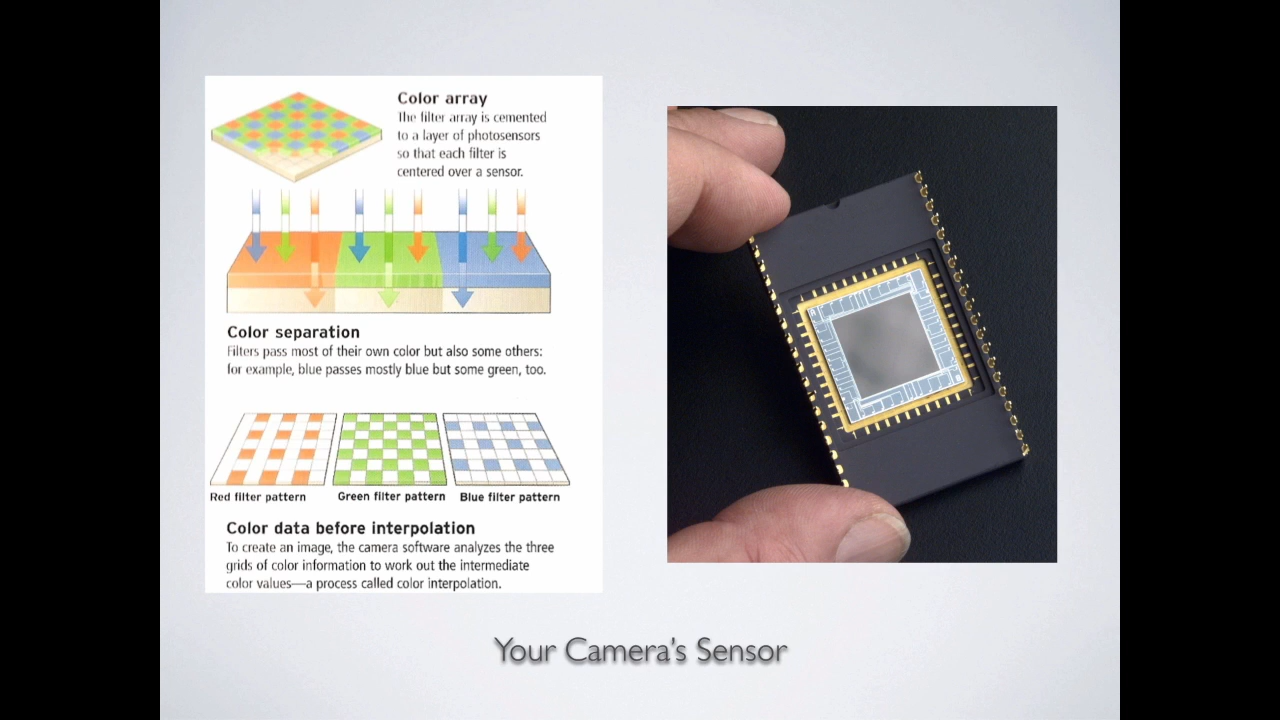 Color array
The filter array is cemented
to a layer of photosensors
so that each filter is
centered over a sensor.
Color separation
Filters pass most of their own color but also some others:
for example, blue passes mostly blue but some green, too.
Red filter pattern
Green filter pattern
Blue filter pattern
Color data before interpolation
To create an image, the camera software analyzes the three
grids of color information to work out the intermediate
color values—a process called color interpolation.
Your Camera's Sensor